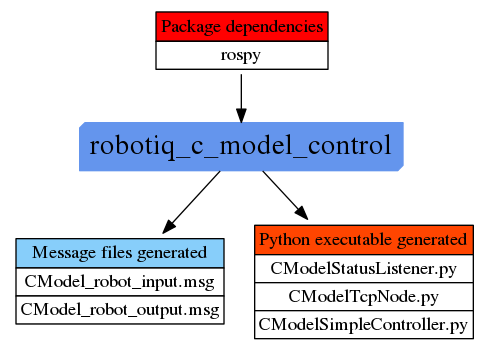 Package dependencies
rospy
robotiq_c_model_control
Message files generated
CModel_robot_input.msg
CModel_robot_output.msg
Python executable generated
CModelStatusListener.py
CModelTcpNode.py
CModelSimpleController.py